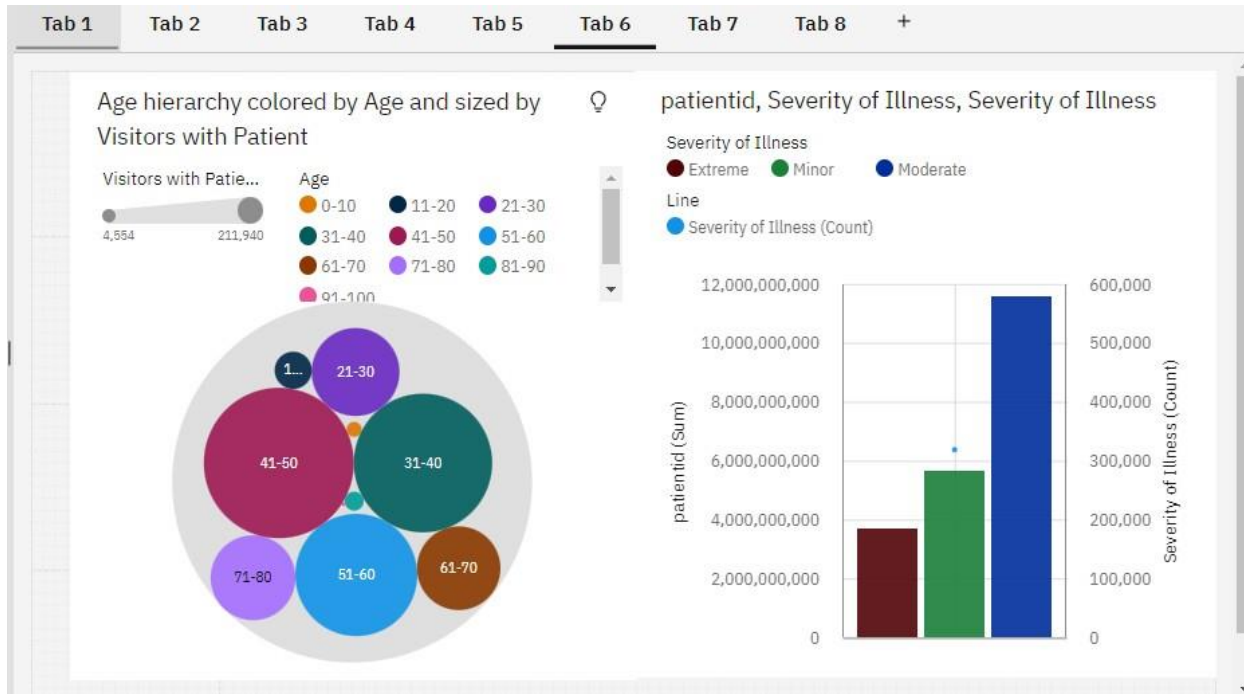 Tab 1 Tab 2 Tab 3 Tab 4 Tab 5 Tab 6 Tab 7 Tab 8 +
Age hierarchy colored by Age and sized by
Visitors with Patient
Visitors with Patie...
4,554 211,940
Age
0-10 11-20 21-30
31-40 41-50 51-60
61-70 71-80 81-90
91-100
1... 21-30
41-50 31-40
71-80 51-60 61-70
patientid, Severity of Illness, Severity of Illness
Severity of Illness
Extreme Minor Moderate
Line
Severity of Illness (Count)
patientid (Sum)
12,000,000,000
10,000,000,000
8,000,000,000
6,000,000,000
4,000,000,000
2,000,000,000
0
600,000
500,000
400,000
300,000
200,000
100,000
0
Severity of Illness (Count)